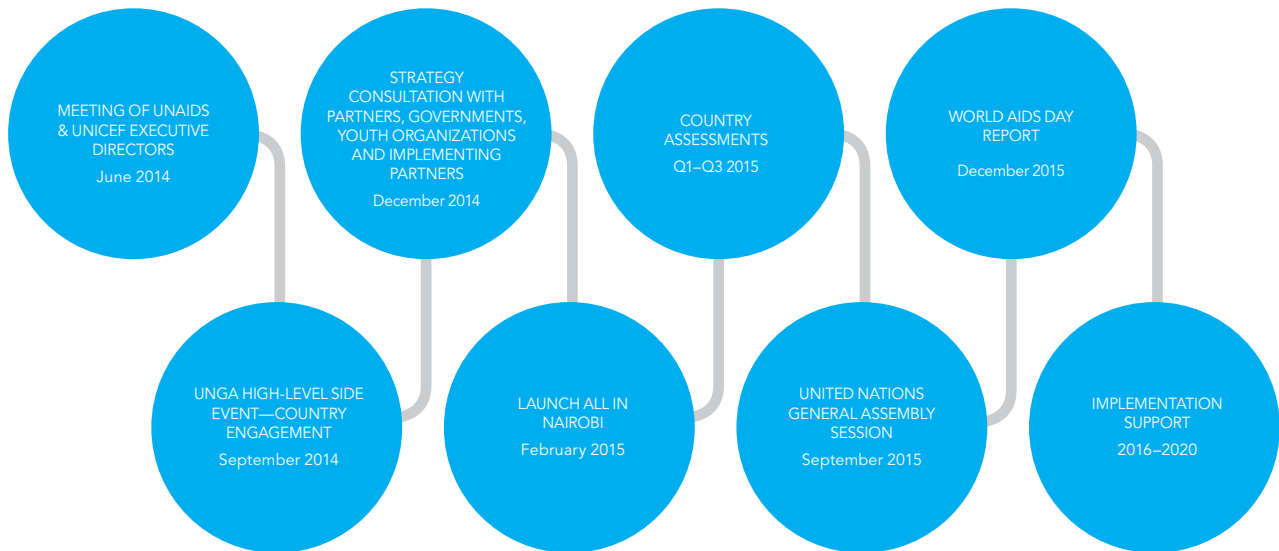 MEETING OF UNAIDS
& UNICEF EXECUTIVE
DIRECTORS
June 2014
UNGA HIGH-LEVEL SIDE
EVENT—COUNTRY
ENGAGEMENT
September 2014
STRATEGY
CONSULTATION WITH
PARTNERS, GOVERNMENTS,
YOUTH ORGANIZATIONS
AND IMPLEMENTING
PARTNERS
December 2014
LAUNCH ALL IN
NAIROBI
February 2015
COUNTRY
ASSESSMENTS
Q1–Q3 2015
UNITED NATIONS
GENERAL ASSEMBLY
SESSION
September 2015
WORLD AIDS DAY
REPORT
December 2015
IMPLEMENTATION
SUPPORT
2016–2020